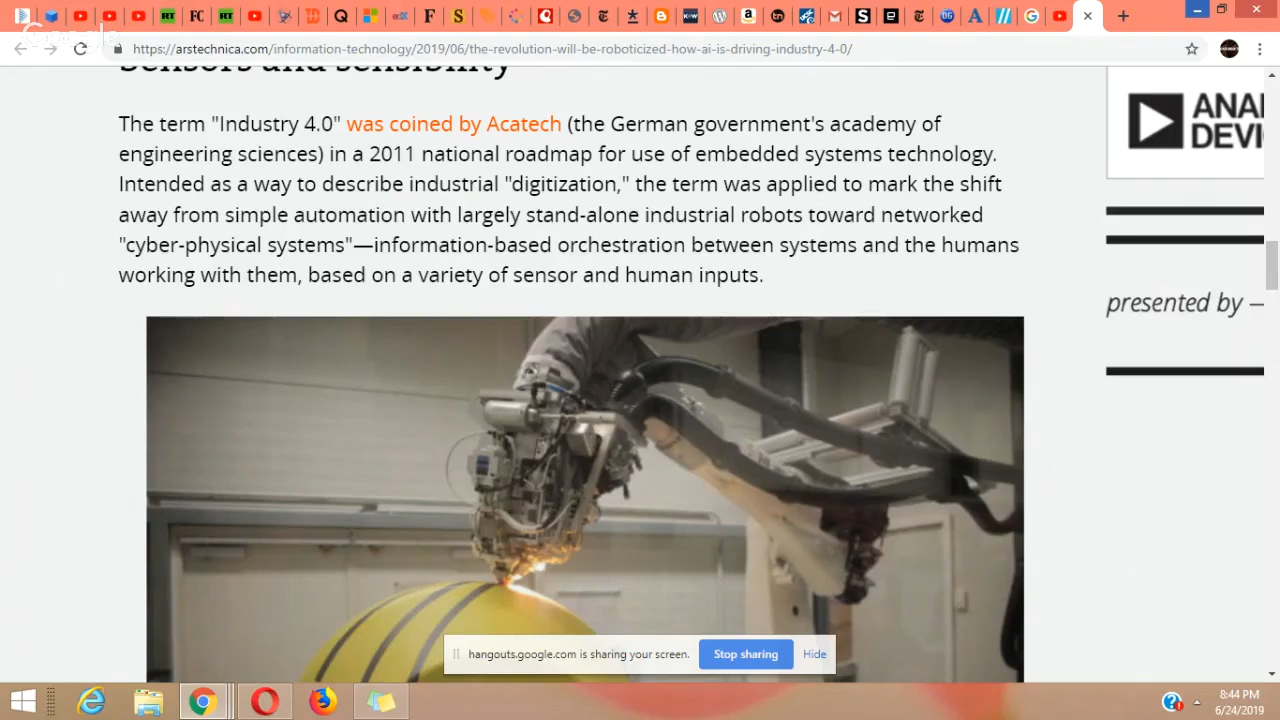 https://arstechnica.com/information-technology/2019/06/the-revolution-will-be-roboticized-how-ai-is-driving-industry-4-0/
Sensors and sensibility
The term "Industry 4.0" was coined by Acatech (the German government's academy of
engineering sciences) in a 2011 national roadmap for use of embedded systems technology.
Intended as a way to describe industrial "digitization," the term was applied to mark the shift
away from simple automation with largely stand-alone industrial robots toward networked
"cyber-physical systems"—information-based orchestration between systems and the humans
working with them, based on a variety of sensor and human inputs.
ANAL
DEVI
presented by —
hangouts.google.com is sharing your screen.
Stop sharing
Hide
8:44 PM
6/24/2019